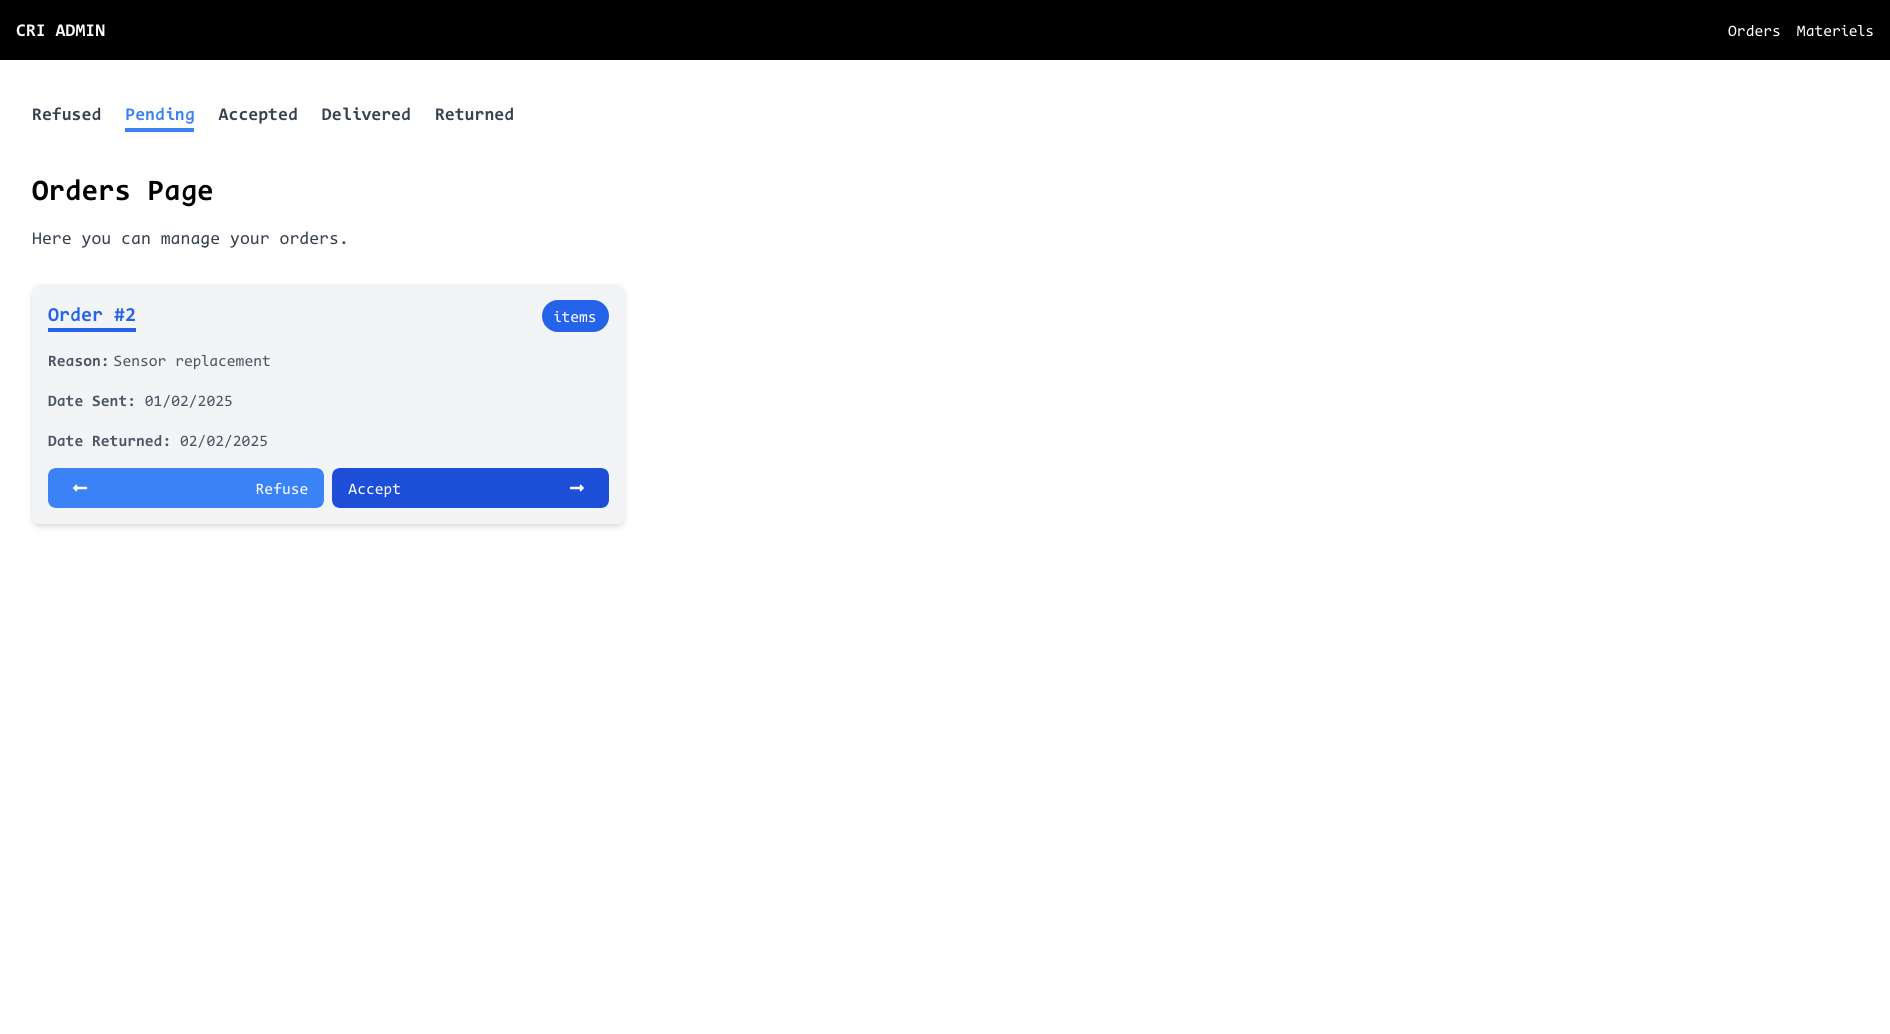 CRI ADMIN
Orders Materiels
Refused Pending Accepted Delivered Returned
Orders Page
Here you can manage your orders.
Order #2
items
Reason: Sensor replacement
Date Sent: 01/02/2025
Date Returned: 02/02/2025
Refuse
Accept